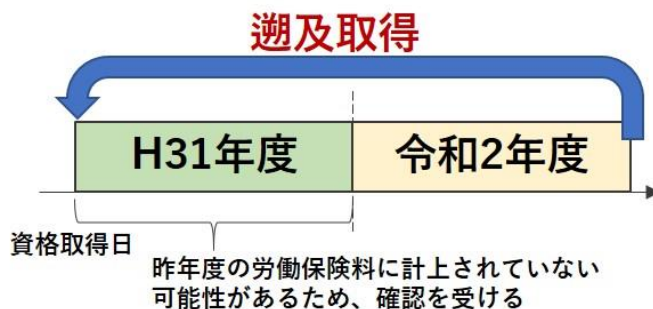 遡及取得
H31年度
令和2年度
資格取得日
昨年度の労働保険料に計上されていない
可能性があるため、確認を受ける